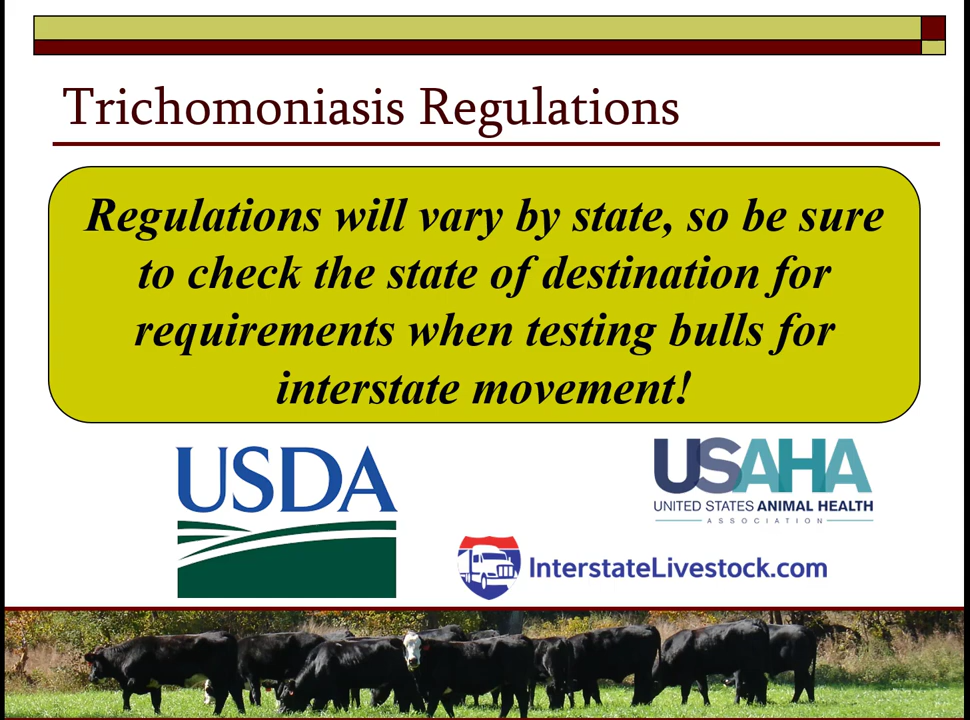 Trichomoniasis Regulations
Regulations will vary by state, so be sure
to check the state of destination for
requirements when testing bulls for
interstate movement!
USDA
USAHA
UNITED STATES ANIMAL HEALTH
ASSOCIATION
InterstateLivestock.com